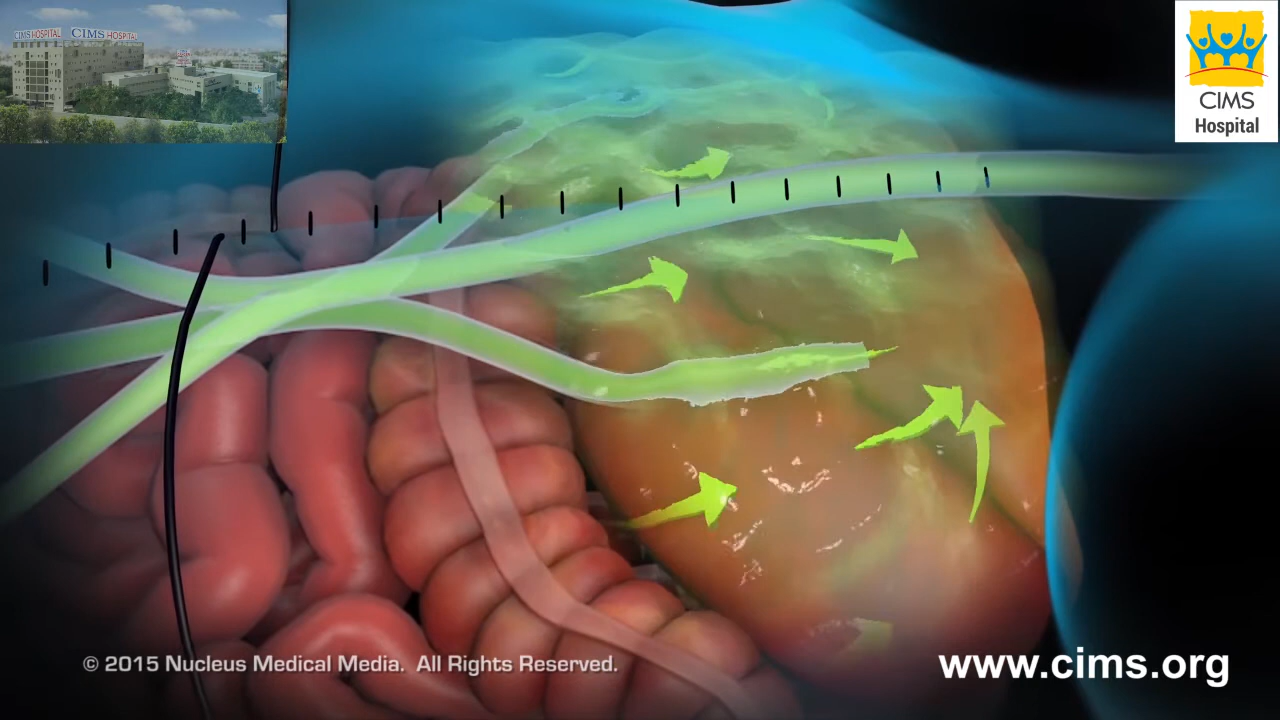 CIMS HOSPITAL CIMS HOSPITAL
CIMS
Hospital
© 2015 Nucleus Medical Media. All Rights Reserved.
www.cims.org